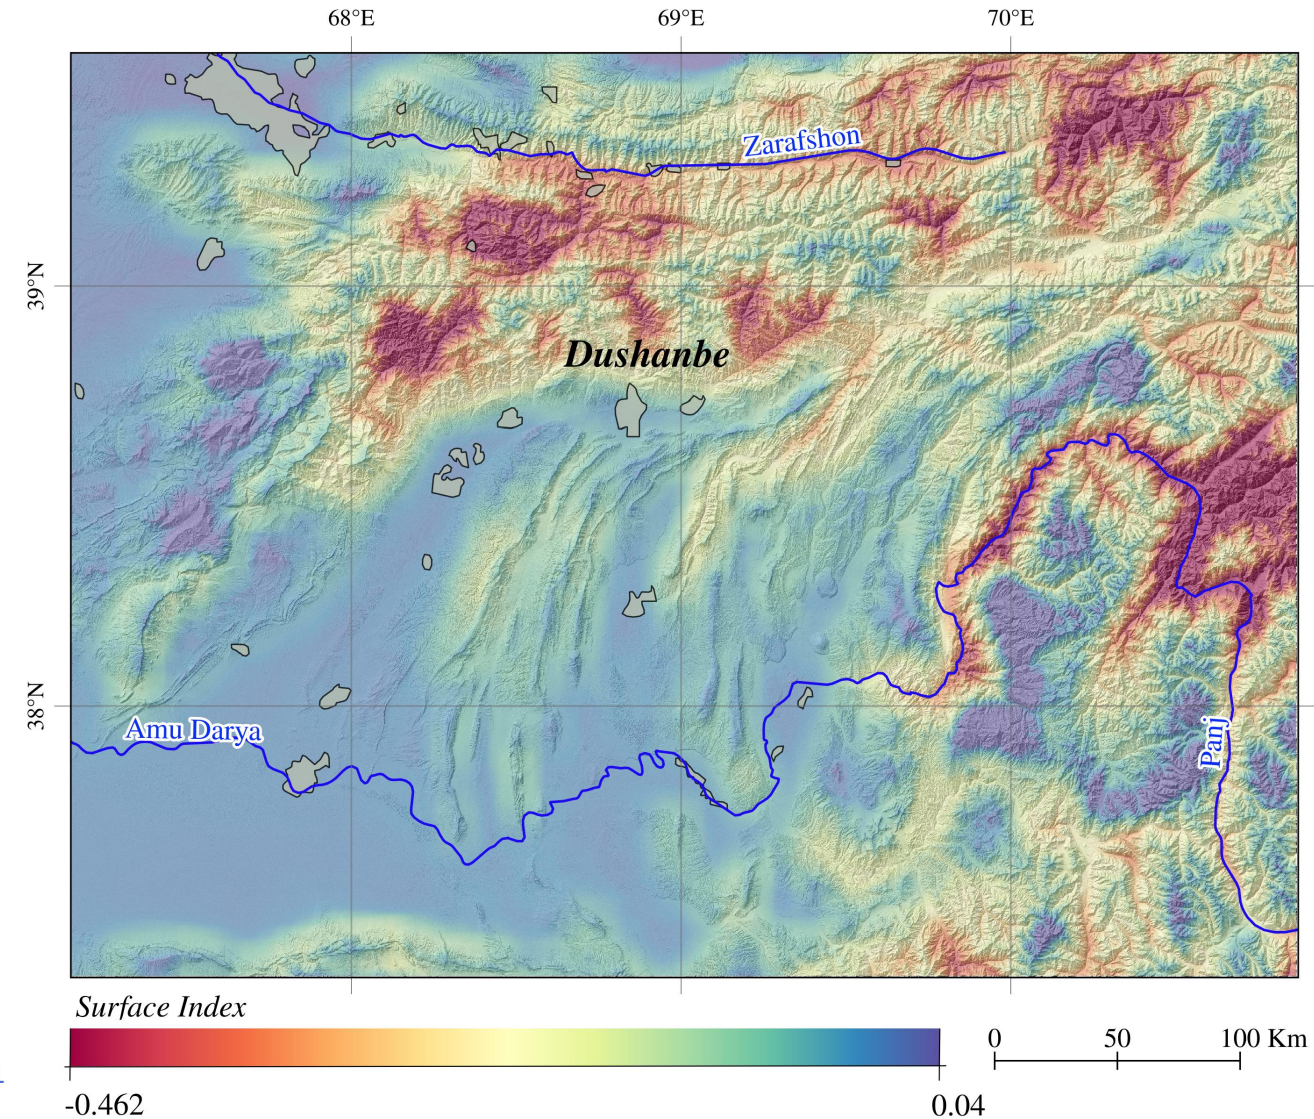 68°E 69°E 70°E
Zarafshon
39°N
Dushanbe
38°N
Amu Darya
Panj
Surface Index
0 50 100 Km
-0.462 0.04